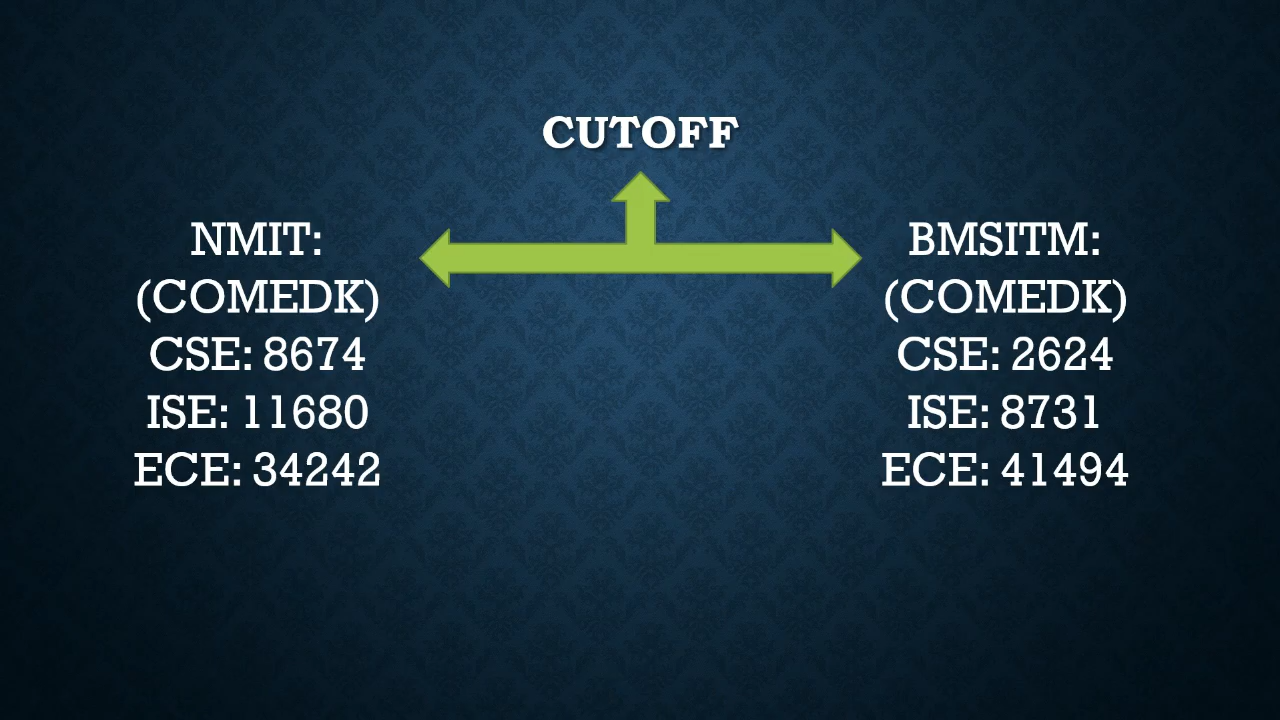 CUTOFF
NMIT:
(COMEDK)
CSE: 8674
ISE: 11680
ECE: 34242
BMSITM:
(COMEDK)
CSE: 2624
ISE: 8731
ECE: 41494